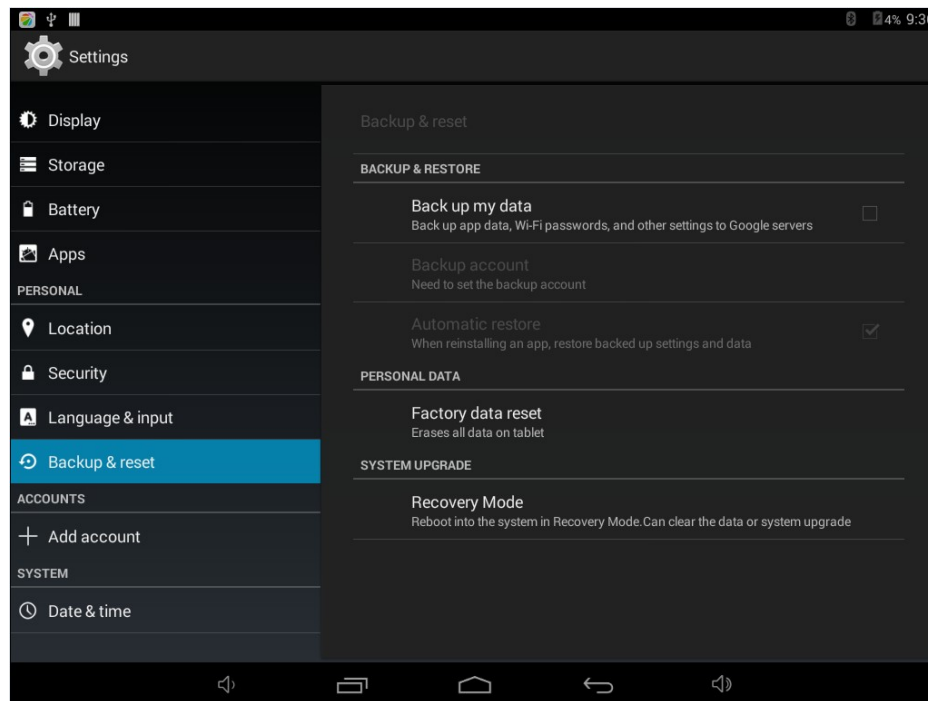 4% 9:30
Settings
Display
Storage
Battery
Apps
PERSONAL
Location
Security
Language & input
Backup & reset
ACCOUNTS
Add account
SYSTEM
Date & time
Backup & reset
BACKUP & RESTORE
Back up my data
Back up app data, Wi-Fi passwords, and other settings to Google servers
Backup account
Need to set the backup account
Automatic restore
When reinstalling an app, restore backed up settings and data
PERSONAL DATA
Factory data reset
Erases all data on tablet
SYSTEM UPGRADE
Recovery Mode
Reboot into the system in Recovery Mode.Can clear the data or system upgrade